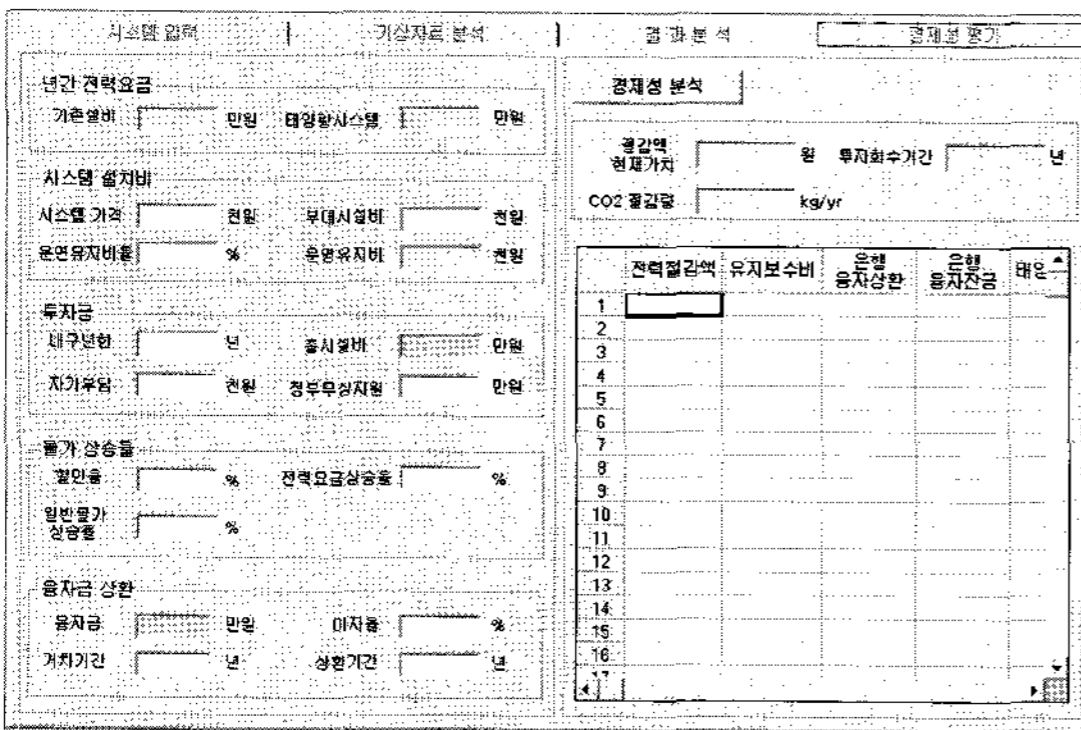 시스템 입력 기상자료 분석 결 과 분 석 경제성 평가
년간 전력요금
기존설비 만원 태양광시스템 만원
시스템 설치비
시스템 가격 천원 부대시설비 천원
운영유지비율 % 운영유지비 천원
투자금
내구년한 년 총시설비 만원
자기부담 천원 정부무상지원 만원
물가 상승률
할인율 % 전력요금상승율 %
일반물가
상승률 %
융자금 상환
융자금 만원 이자율 %
거치기간 년 상환기간 년
경제성 분석
절감액
현재가치 원 투자회수기간 년
CO2 절감량 kg/yr
전력절감액 유지보수비 은행 융자상환 은행 융자잔금 태양
1
2
3
4
5
6
7
8
9
10
11
12
13
14
15
16
17